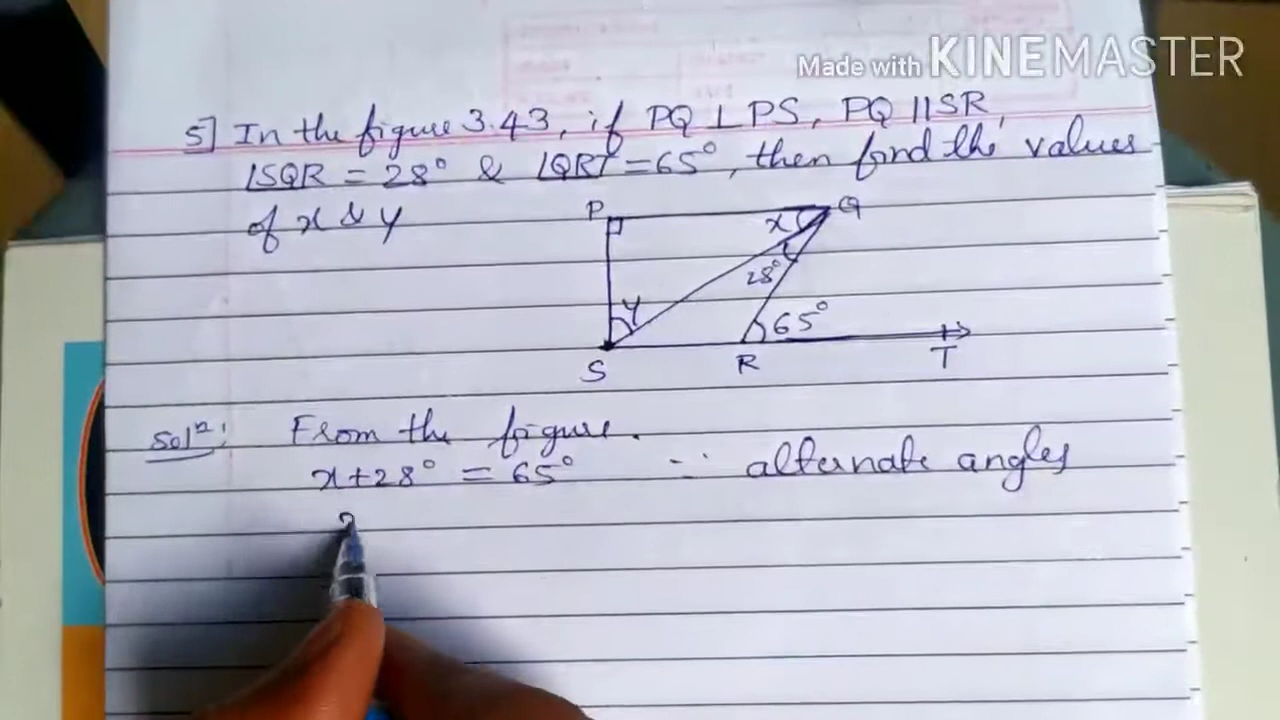 Made with KINEMASTER
5] In the figure 3.43, if PQ ⊥ PS, PQ || SR,
∠SQR = 28° & ∠QRT = 65°, then find the values
of x & y
P x Q
28°
y 65°
S R T
Solⁿ: From the figure.
x + 28° = 65° ∵ alternate angles